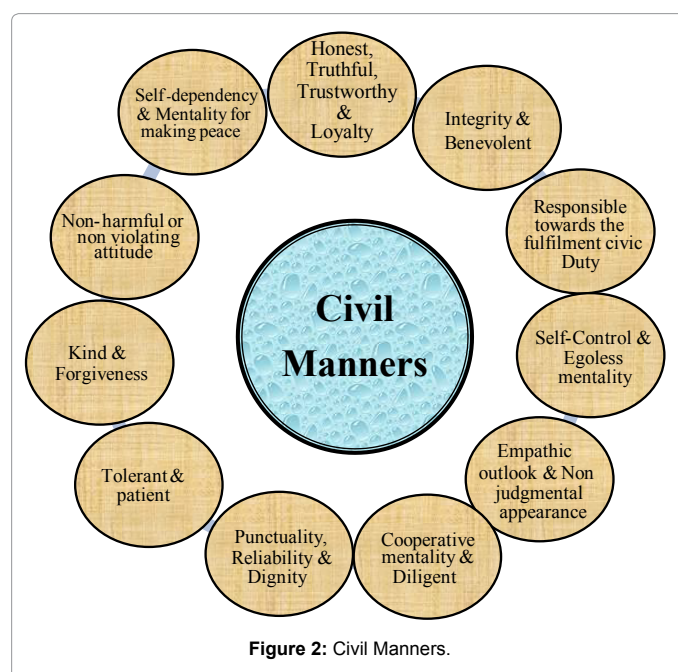 Honest,
Truthful,
Trustworthy
&
Loyalty
Integrity &
Benevolent
Responsible
towards the
fulfilment civic
Duty
Self-Control &
Egoless
mentality
Empathic
outlook & Non
judgmental
appearance
Cooperative
mentality &
Diligent
Punctuality,
Reliability &
Dignity
Tolerant &
patient
Kind &
Forgiveness
Non-harmful or
non violating
attitude
Self-dependency
& Mentality for
making peace
Civil
Manners
Figure 2: Civil Manners.